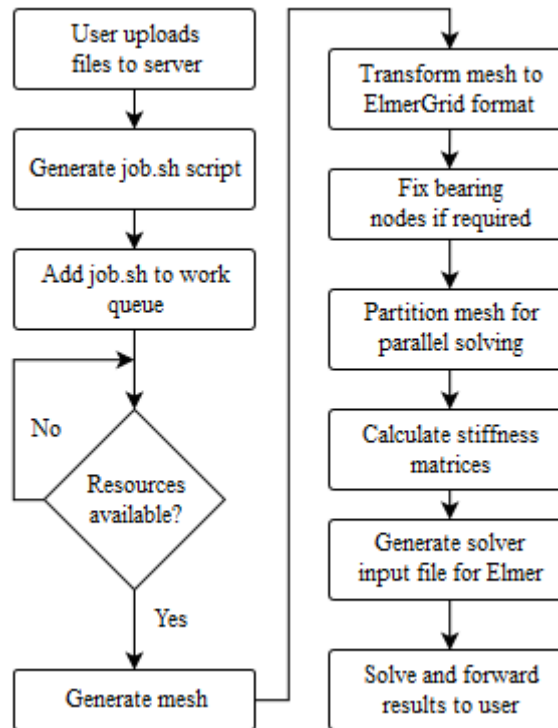 User uploads
files to server
Generate job.sh script
Add job.sh to work
queue
No
Resources
available?
Yes
Generate mesh
Transform mesh to
ElmerGrid format
Fix bearing
nodes if required
Partition mesh for
parallel solving
Calculate stiffness
matrices
Generate solver
input file for Elmer
Solve and forward
results to user